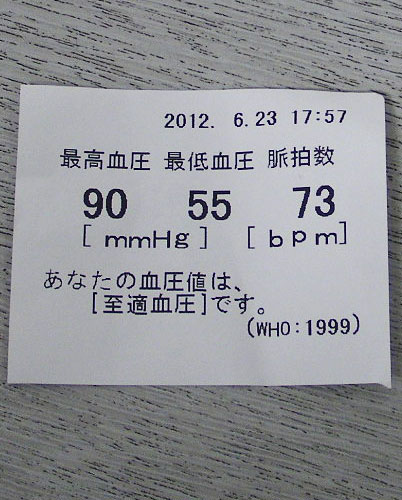 2012. 6.23 17:57
最高血圧 最低血圧 脈拍数
90 55 73
[ mmHg ] [ bpm]
あなたの血圧値は、
[至適血圧]です。
(WHO:1999)